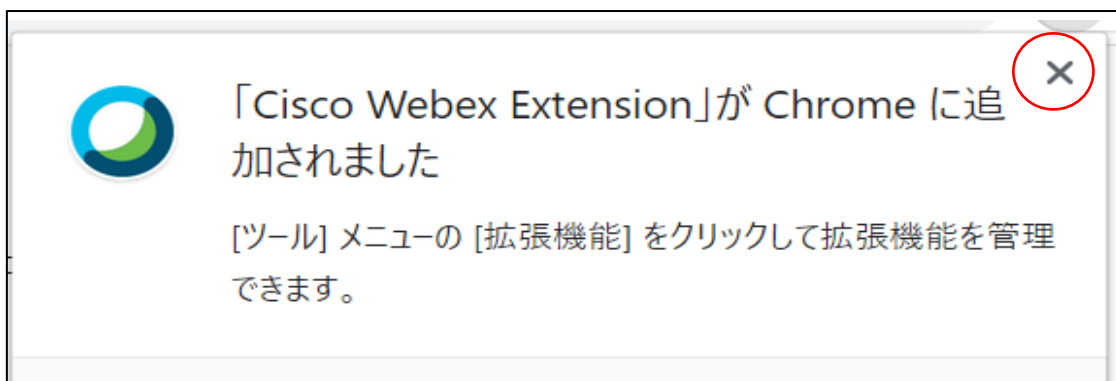 「Cisco Webex Extension」が Chrome に追
加されました
[ツール] メニューの [拡張機能] をクリックして拡張機能を管理
できます。